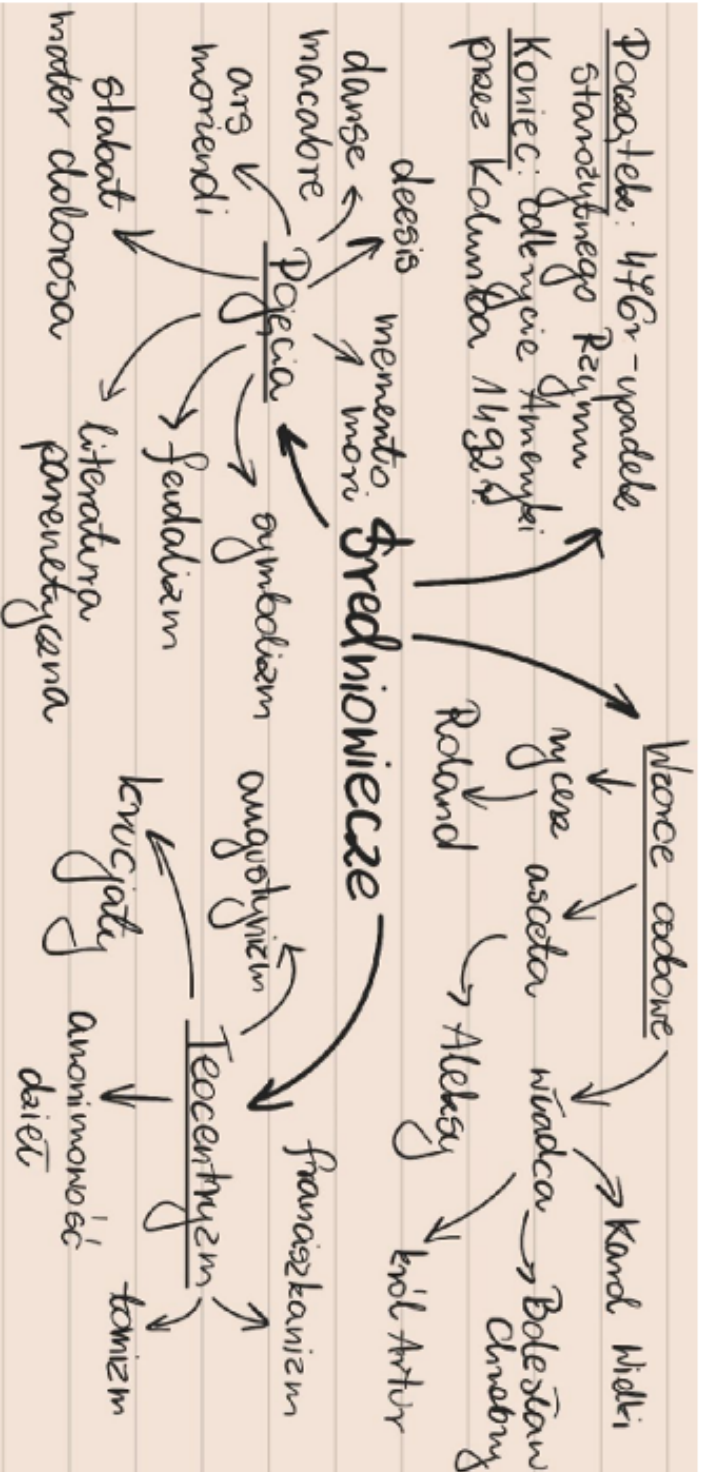 Początek: 476r - upadek
starożytnego Rzymu
Koniec: odkrycie Ameryki
przez Kolumba 1492r.
Wzorce osobowe
rycerz
Roland
asceta
Aleksy
władca
Karol Wielki
Bolesław
Chrobry
król Artur
Średniowiecze
Pojęcia
deesis
danse
macabre
ars
moriendi
stabat
mater dolorosa
memento
mori
symbolizm
feudalizm
literatura
parenetyczna
Teocentryzm
augustynizm
krucjaty
anonimowość
dzieł
tomizm
franciszkanizm